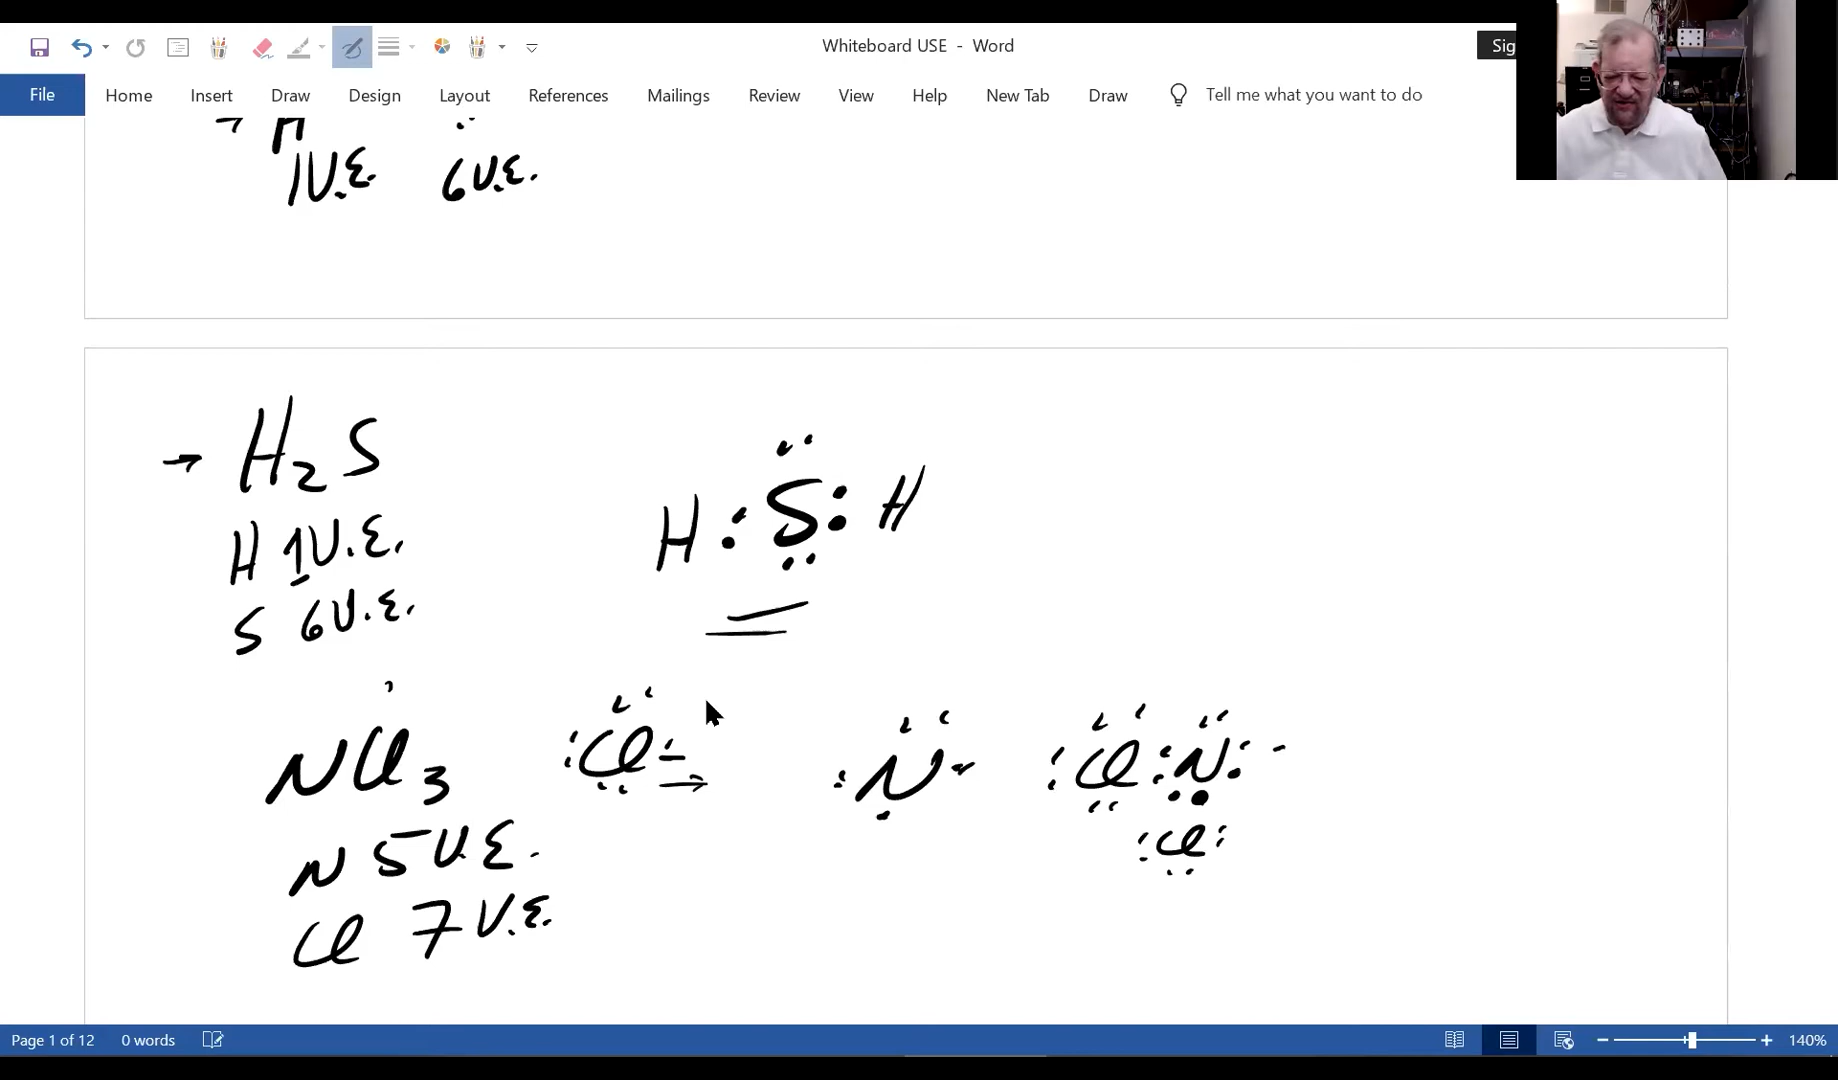 Whiteboard USE - Word
Sig
File Home Insert Draw Design Layout References Mailings Review View Help New Tab Draw Tell me what you want to do
H
1V.E. 6V.E.
→ H₂S
H 1V.E.
S 6V.E.
H : S : H
NCl₃
Cl
N
Cl : N :
Cl
N 5V.E.
Cl 7V.E.
Page 1 of 12 0 words 140%